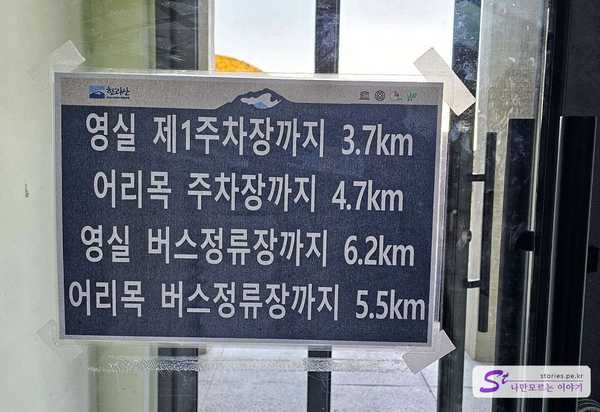 한라산
영실 제1주차장까지 3.7km
어리목 주차장까지 4.7km
영실 버스정류장까지 6.2km
어리목 버스정류장까지 5.5km
stories.pe.kr
St 나만모르는 이야기